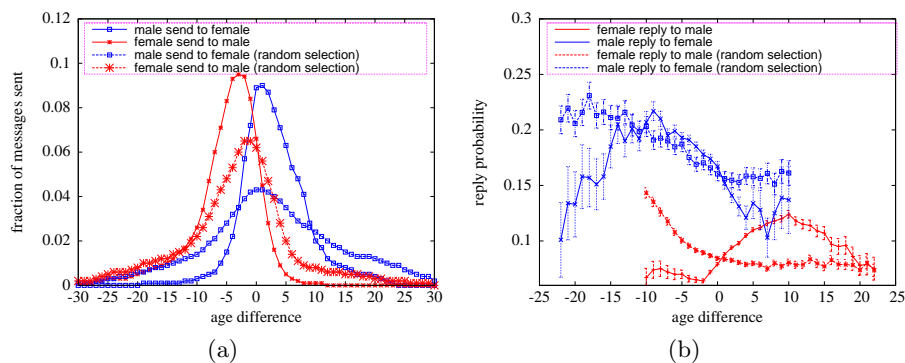 0.12
0.1
0.08
0.06
0.04
0.02
0
-30 -25 -20 -15 -10 -5 0 5 10 15 20 25 30
fraction of messages sent
age difference
male send to female
female send to male
male send to female (random selection)
female send to male (random selection)
(a)
0.3
0.25
0.2
0.15
0.1
-25 -20 -15 -10 -5 0 5 10 15 20 25
reply probability
age difference
female reply to male
male reply to female
female reply to male (random selection)
male reply to female (random selection)
(b)